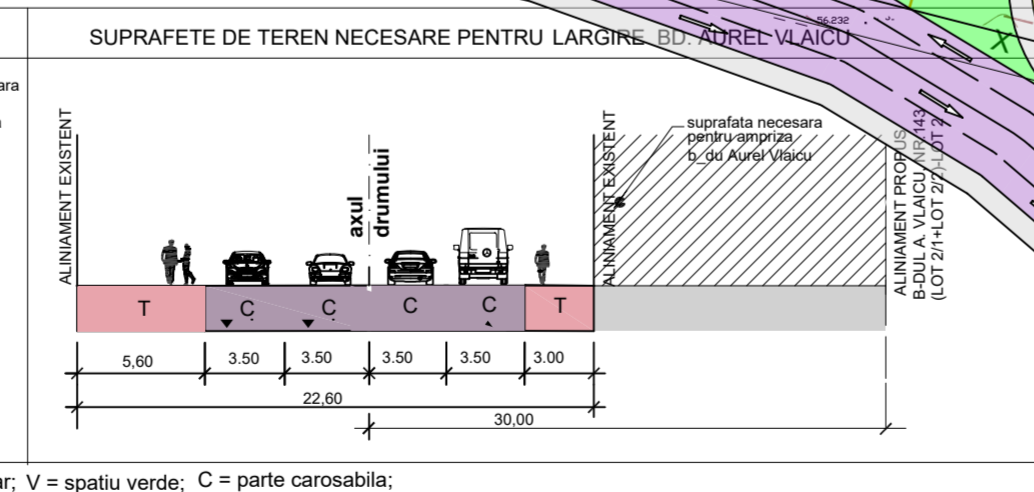 56.232
SUPRAFETE DE TEREN NECESARE PENTRU LARGIRE BD. AUREL VLAICU
X
ara
ALINIAMENT EXISTENT
axul
drumului
ALINIAMENT EXISTENT
suprafata necesara
pentru ampriza
b_du Aurel Vlaicu
ALINIAMENT PROPUS
B-DUL A. VLAICU, NR.143
(LOT 2/1+LOT 2/2)-LOT 2
T C C C C T
5,60 3.50 3.50 3.50 3.50 3.00
22,60
30,00
ar; V = spatiu verde; C = parte carosabila;